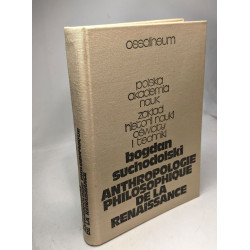 ossolineum
polska
akademia
nauk
zakład
historii nauki
oświaty
i techniki
bogdan
suchodolski
ANTHROPOLOGIE
PHILOSOPHIQUE
DE LA
RENAISSANCE